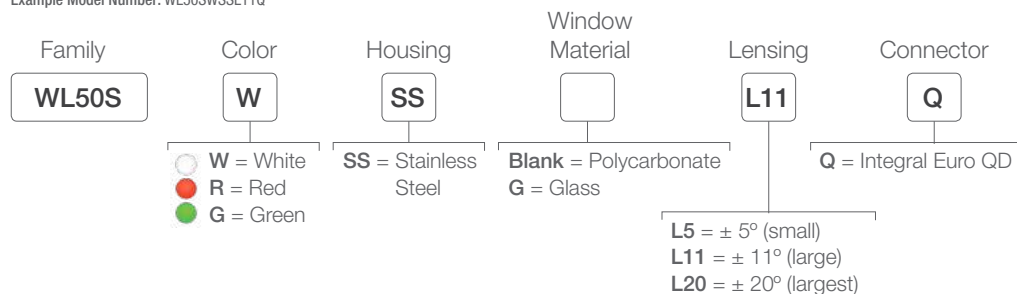 Example Model Number: WL50SWSSL11Q
Family
Color
Housing
Window
Material
Lensing
Connector
WL50S
W
SS
L11
Q
W = White
R = Red
G = Green
SS = Stainless
Steel
Blank = Polycarbonate
G = Glass
Q = Integral Euro QD
L5 = ± 5º (small)
L11 = ± 11º (large)
L20 = ± 20º (largest)